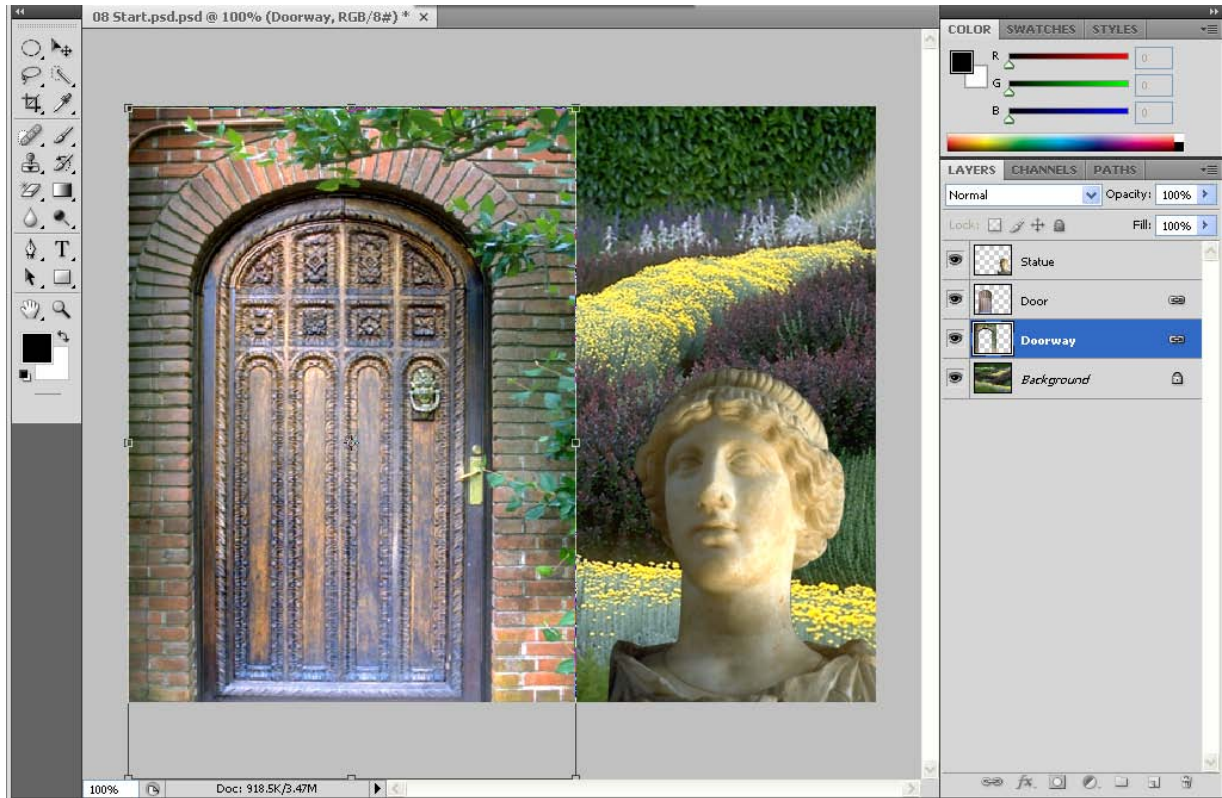 08 Start.psd.psd @ 100% (Doorway, RGB/8#) * ×
COLOR SWATCHES STYLES
R 0
G 0
B 0
LAYERS CHANNELS PATHS
Normal Opacity: 100%
Lock: Fill: 100%
Statue
Door
Doorway
Background
T
fx.
100% Doc: 918.5K/3.47M